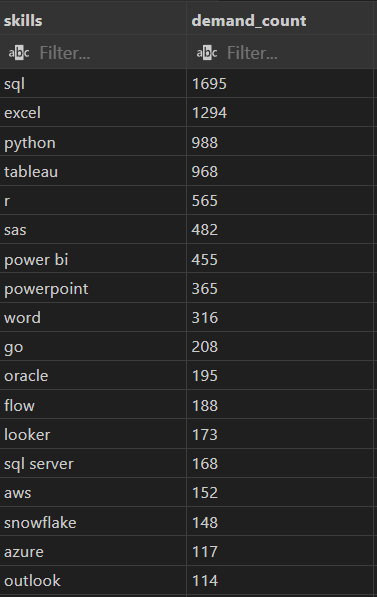 skills demand_count
abc Filter... abc Filter...
sql 1695
excel 1294
python 988
tableau 968
r 565
sas 482
power bi 455
powerpoint 365
word 316
go 208
oracle 195
flow 188
looker 173
sql server 168
aws 152
snowflake 148
azure 117
outlook 114